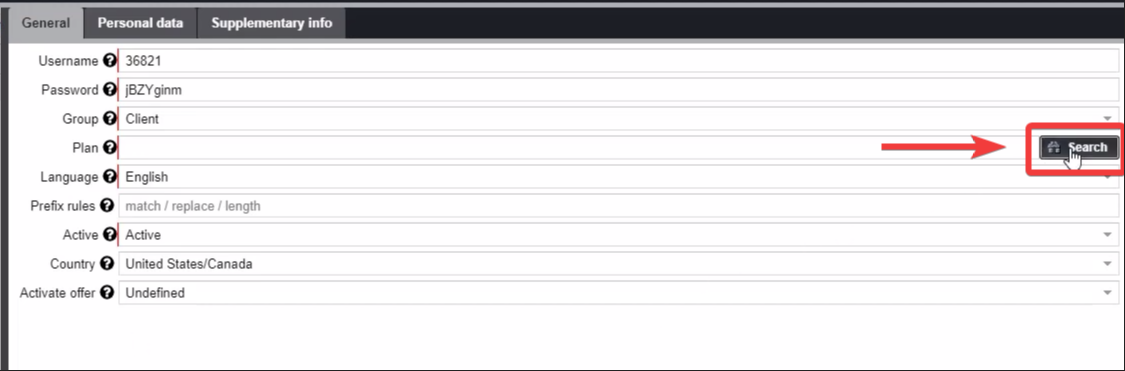 General Personal data Supplementary info
Username 36821
Password jBZYginm
Group Client
Plan Search
Language English
Prefix rules match / replace / length
Active Active
Country United States/Canada
Activate offer Undefined